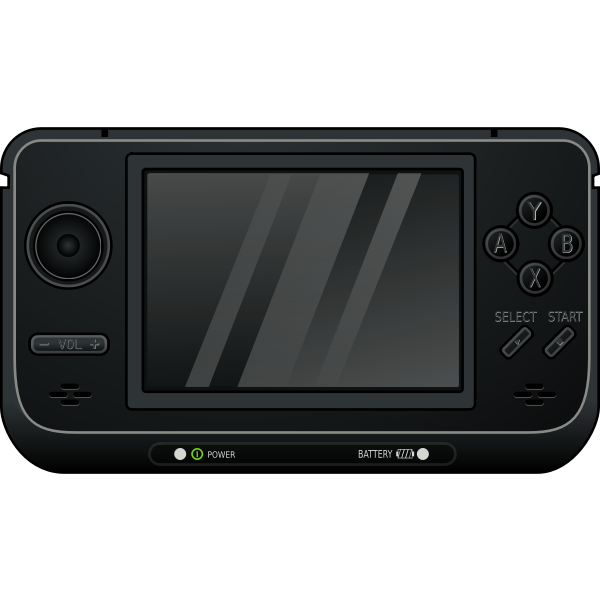 Y
A B
X
SELECT START
− VOL +
POWER BATTERY